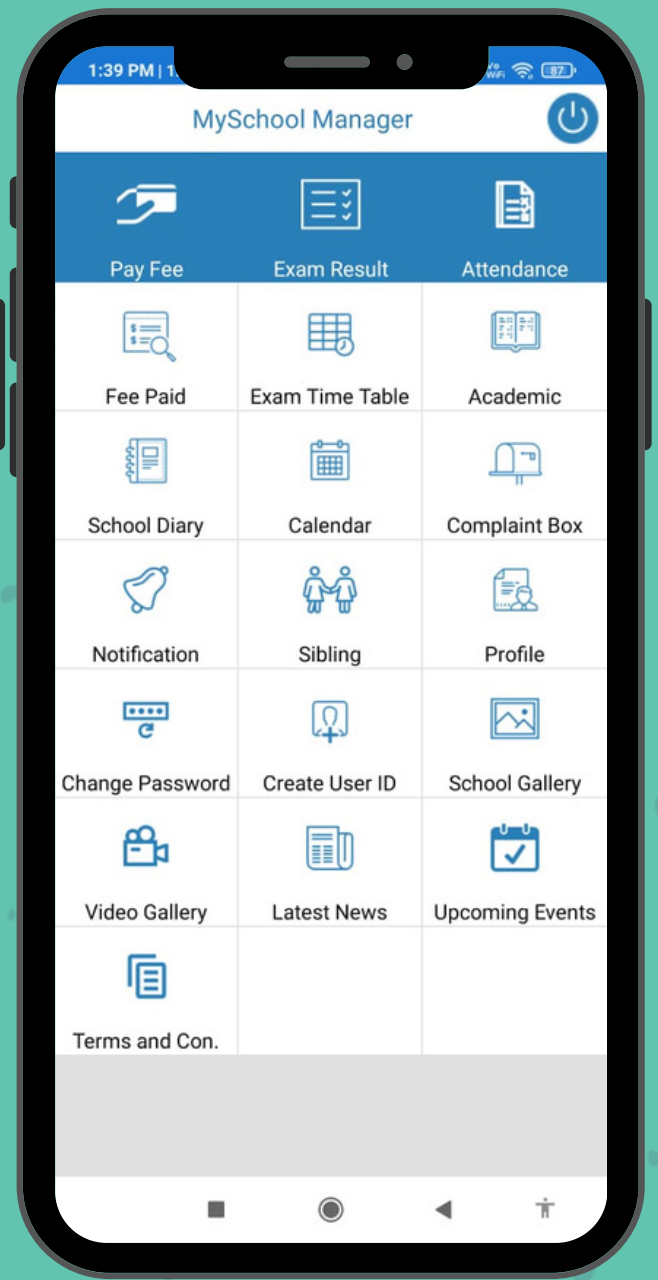 1:39 PM | 1
Vo WiFi 87
MySchool Manager
Pay Fee Exam Result Attendance
Fee Paid Exam Time Table Academic
School Diary Calendar Complaint Box
Notification Sibling Profile
Change Password Create User ID School Gallery
Video Gallery Latest News Upcoming Events
Terms and Con.